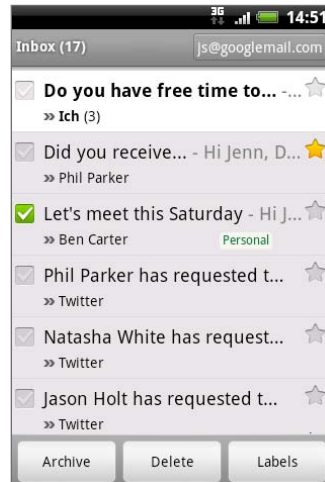 3G 14:51
Inbox (17) js@googlemail.com
Do you have free time to... -...
» Ich (3)
Did you receive... - Hi Jenn, D...
» Phil Parker
Let's meet this Saturday - Hi J...
» Ben Carter Personal
Phil Parker has requested t...
» Twitter
Natasha White has request...
» Twitter
Jason Holt has requested t...
» Twitter
Archive Delete Labels